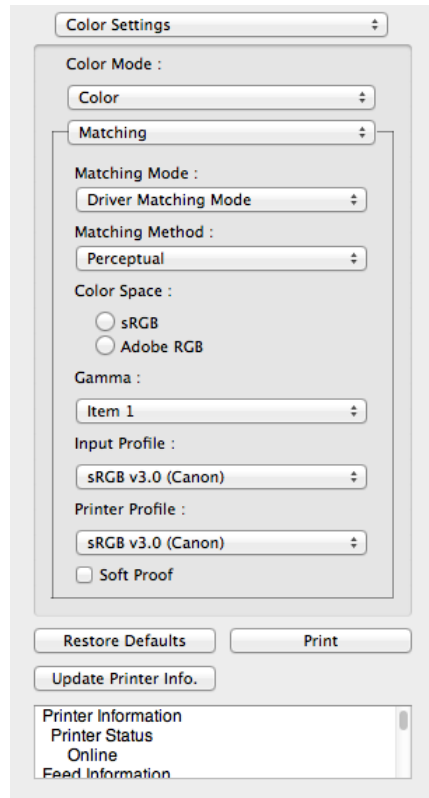 Color Settings
Color Mode :
Color
Matching
Matching Mode :
Driver Matching Mode
Matching Method :
Perceptual
Color Space :
sRGB
Adobe RGB
Gamma :
Item 1
Input Profile :
sRGB v3.0 (Canon)
Printer Profile :
sRGB v3.0 (Canon)
Soft Proof
Restore Defaults Print
Update Printer Info.
Printer Information
Printer Status
Online
Feed Information